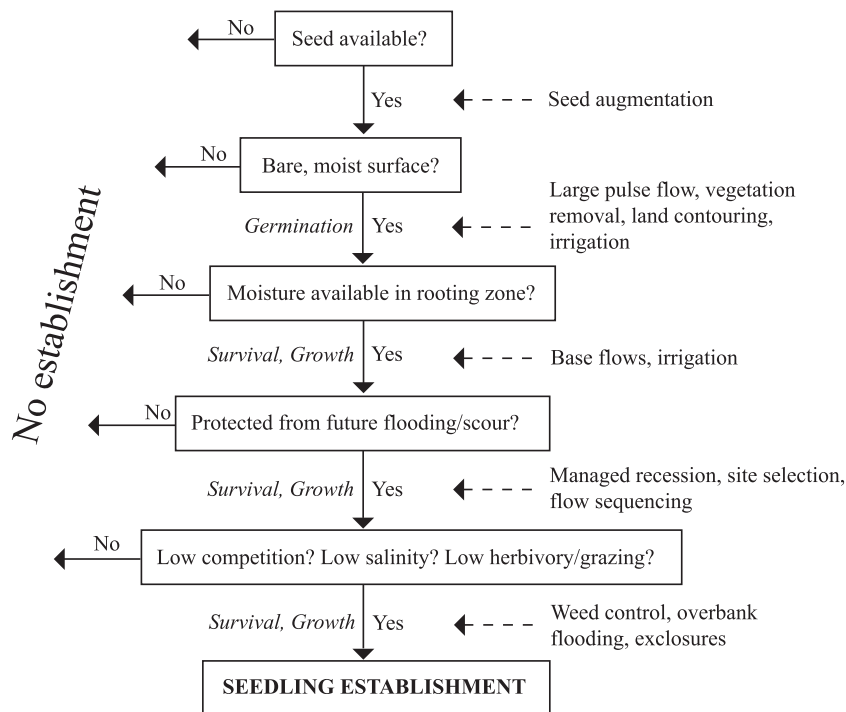 No
Seed available?
Yes
Seed augmentation
No
Bare, moist surface?
Germination
Yes
Large pulse flow, vegetation
removal, land contouring,
irrigation
No establishment
No
Moisture available in rooting zone?
Survival, Growth
Yes
Base flows, irrigation
No
Protected from future flooding/scour?
Survival, Growth
Yes
Managed recession, site selection,
flow sequencing
No
Low competition? Low salinity? Low herbivory/grazing?
Survival, Growth
Yes
Weed control, overbank
flooding, exclosures
SEEDLING ESTABLISHMENT